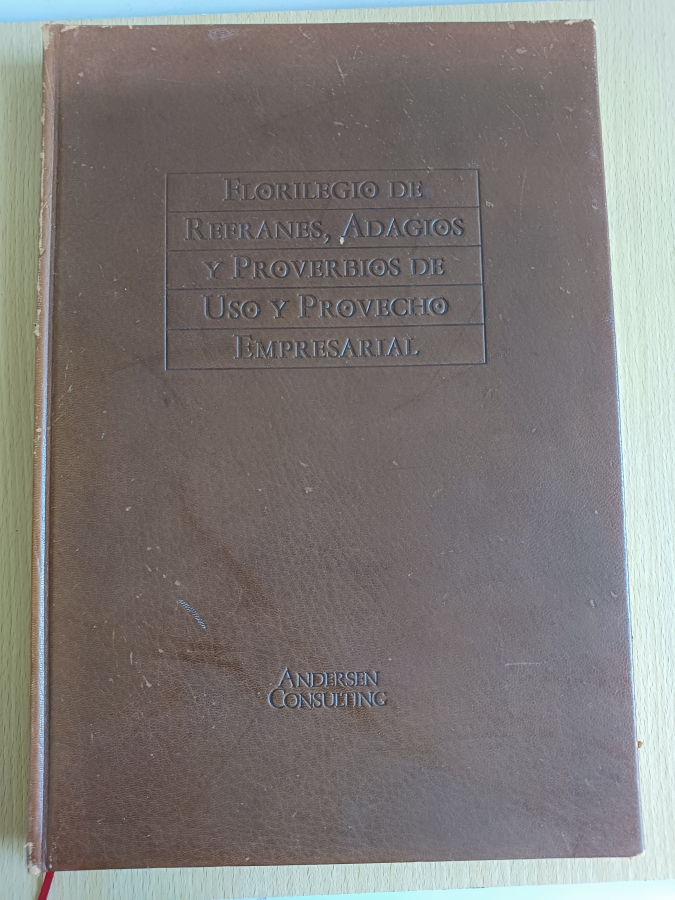 Florilegio de
Refranes, Adagios
y Proverbios de
Uso y Provecho
Empresarial
Andersen
Consulting